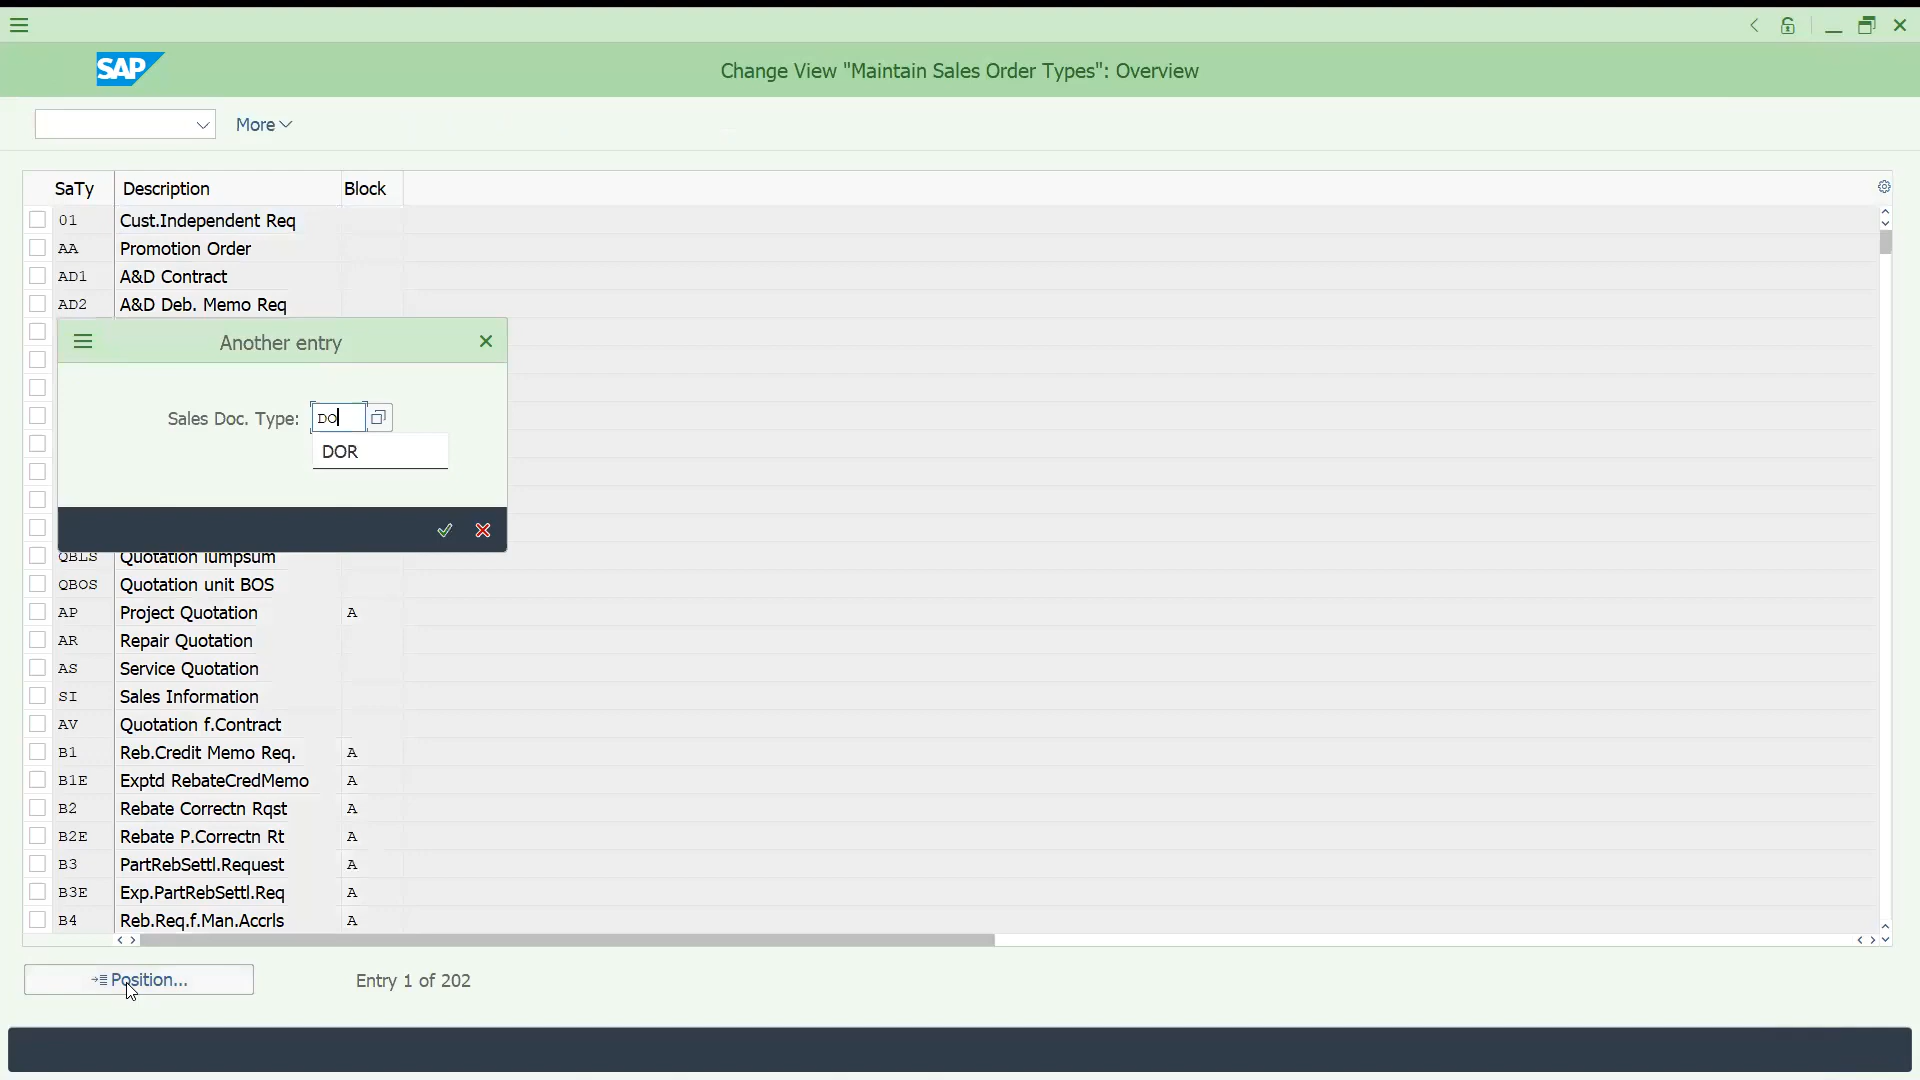 SAP
Change View "Maintain Sales Order Types": Overview
More
SaTy Description Block
01 Cust.Independent Req
AA Promotion Order
AD1 A&D Contract
AD2 A&D Deb. Memo Req
Another entry
Sales Doc. Type: DO
DOR
QBLS Quotation lumpsum
QBOS Quotation unit BOS
AP Project Quotation A
AR Repair Quotation
AS Service Quotation
SI Sales Information
AV Quotation f.Contract
B1 Reb.Credit Memo Req. A
B1E Exptd RebateCredMemo A
B2 Rebate Correctn Rqst A
B2E Rebate P.Correctn Rt A
B3 PartRebSettl.Request A
B3E Exp.PartRebSettl.Req A
B4 Reb.Req.f.Man.Accrls A
Position... Entry 1 of 202